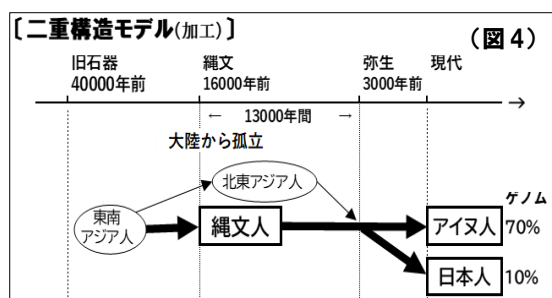 〔二重構造モデル(加工)〕
(図4)
旧石器
40000年前
縄文
16000年前
弥生
3000年前
現代
← 13000年間 →
大陸から孤立
北東アジア人
東南
アジア人
縄文人
ゲノム
アイヌ人 70%
日本人 10%